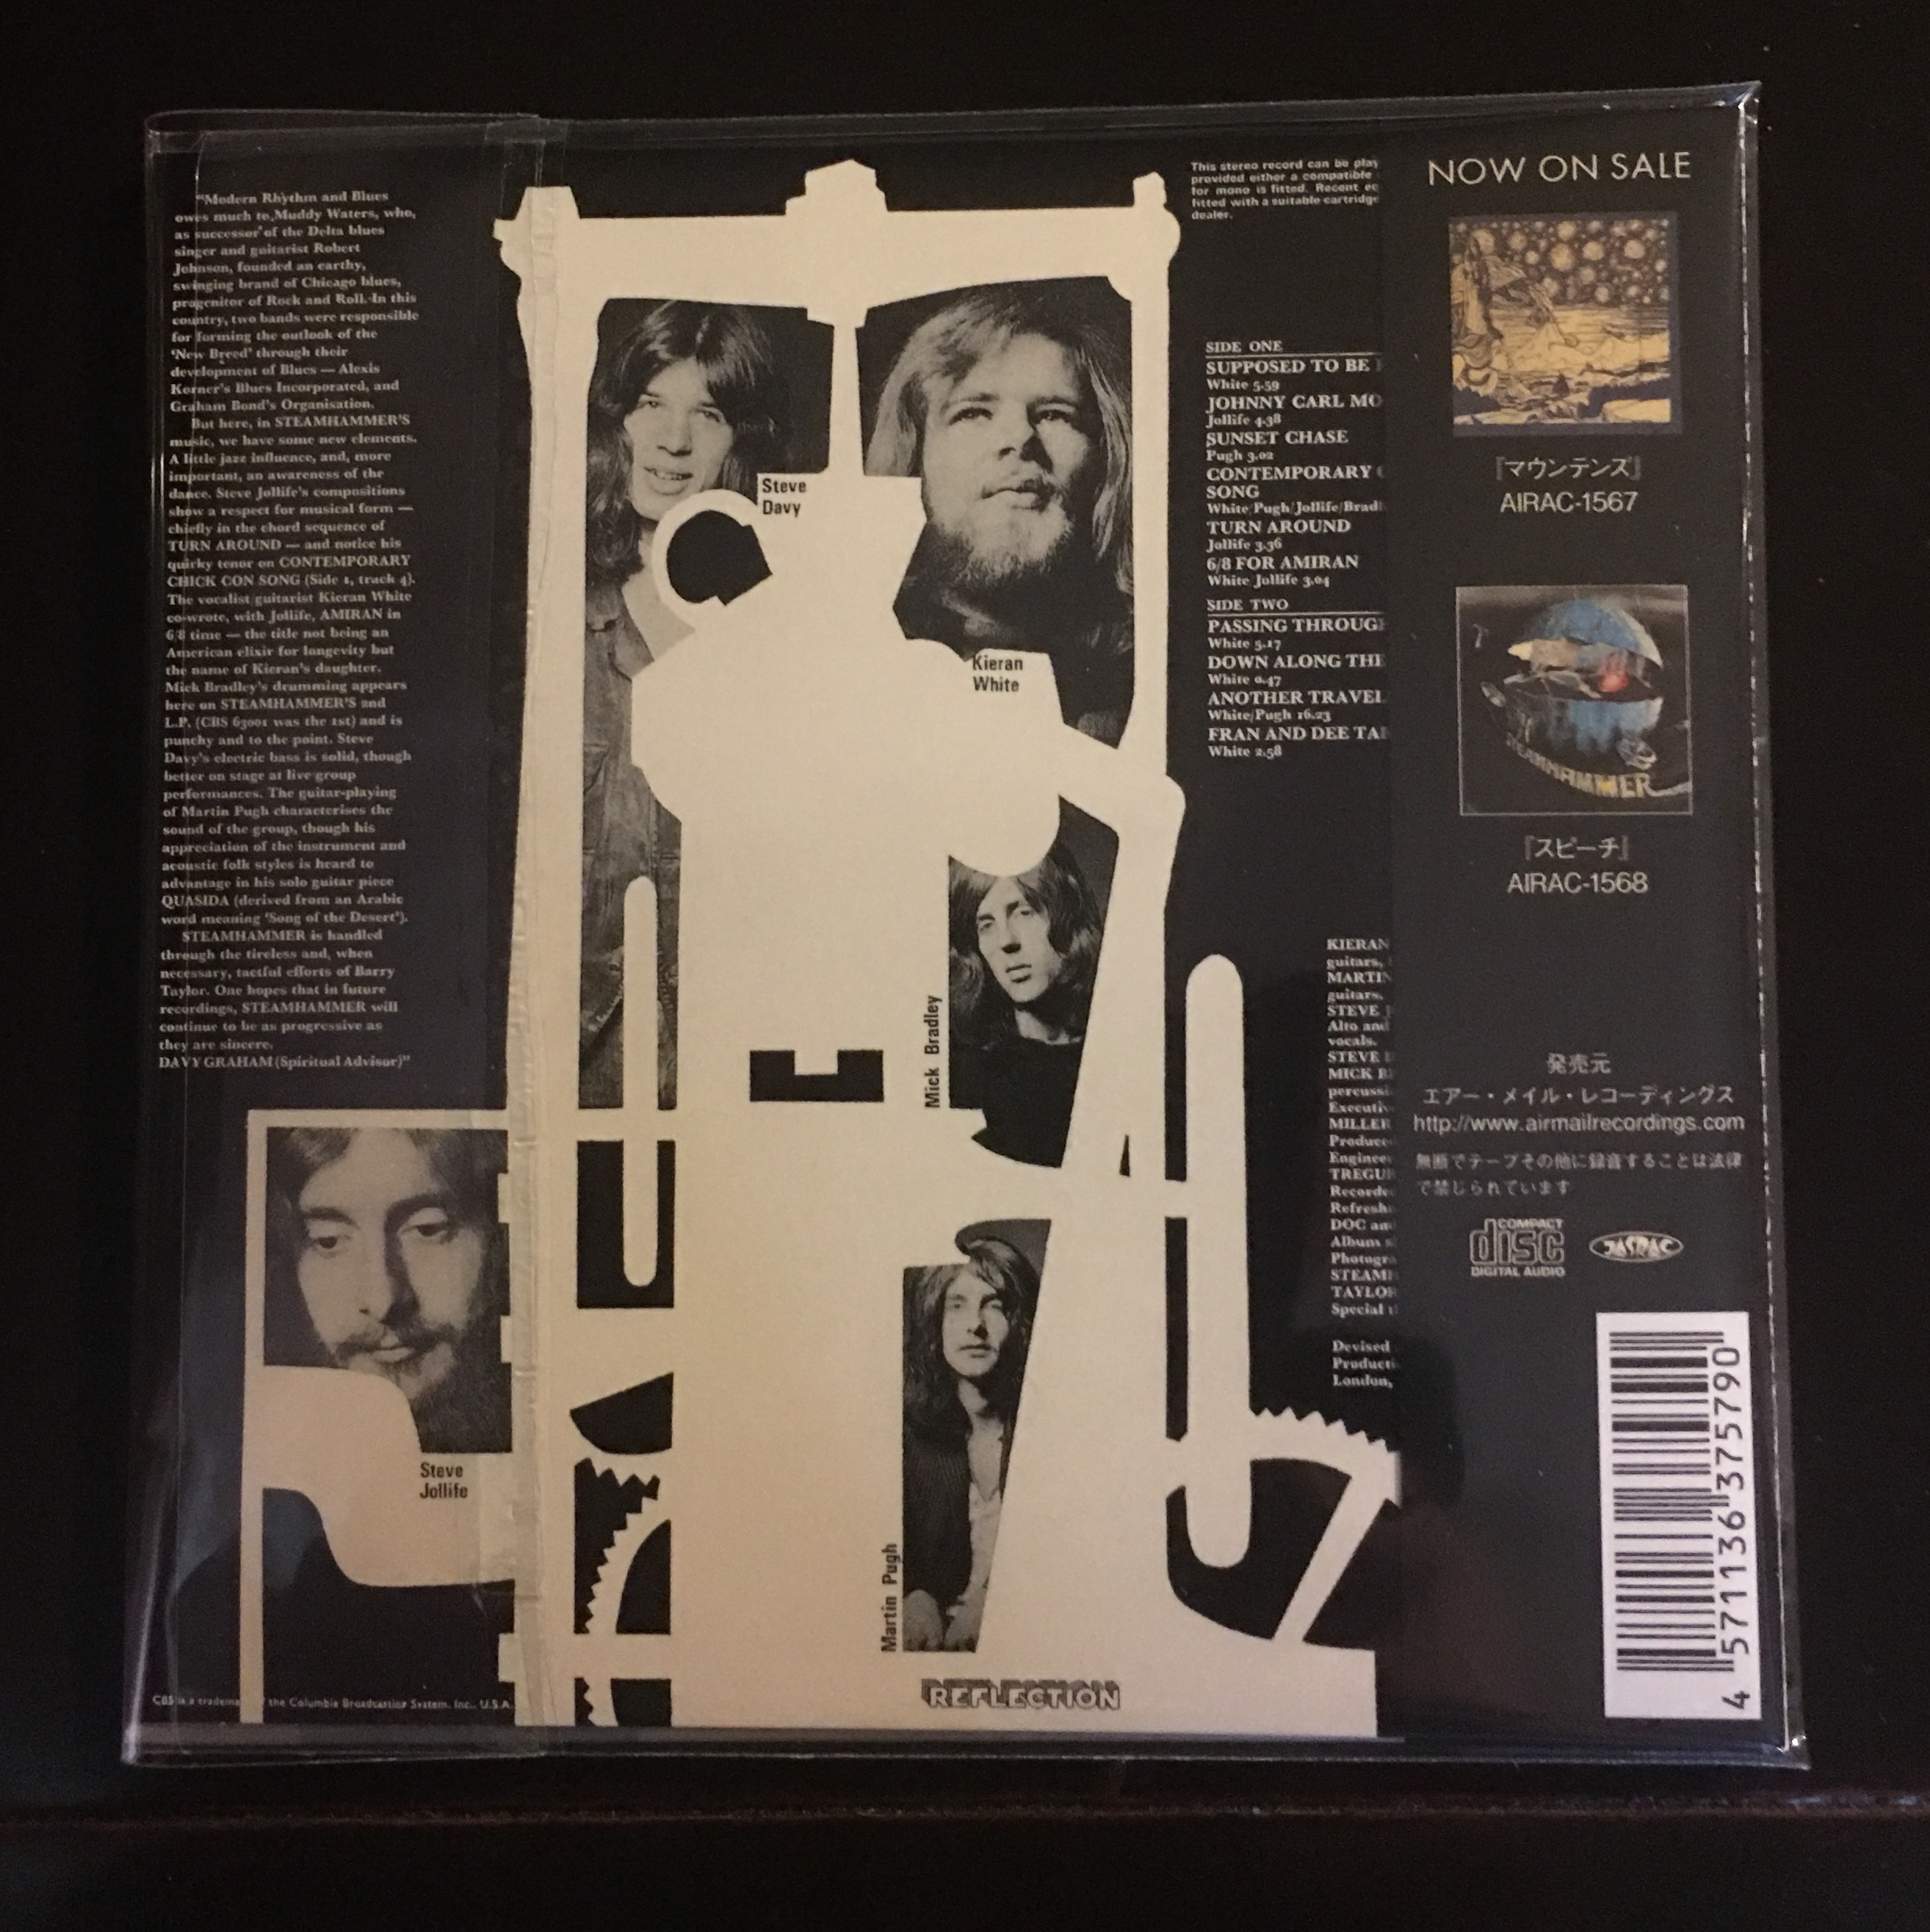 "Modern Rhythm and Blues
owes much to Muddy Waters, who,
as successor of the Delta blues
singer and guitarist Robert
Johnson, founded an earthy,
swinging brand of Chicago blues,
progenitor of Rock and Roll. In this
country, two bands were responsible
for forming the outlook of the
'New Breed' through their
development of Blues — Alexis
Korner's Blues Incorporated, and
Graham Bond's Organisation.
But here, in STEAMHAMMER'S
music, we have some new elements.
A little jazz influence, and, more
important, an awareness of the
dance. Steve Jollife's compositions
show a respect for musical form —
chiefly in the chord sequence of
TURN AROUND — and notice his
quirky tenor on CONTEMPORARY
CHICK CON SONG (Side 1, track 4).
The vocalist guitarist Kieran White
co-wrote, with Jollife, AMIRAN in
6/8 time — the title not being an
American elixir for longevity but
the name of Kieran's daughter.
Mick Bradley's drumming appears
here on STEAMHAMMER'S 2nd
L.P. (CBS 63001 was the 1st) and is
punchy and to the point. Steve
Davy's electric bass is solid, though
better on stage at live group
performances. The guitar-playing
of Martin Pugh characterises the
sound of the group, though his
appreciation of the instrument and
acoustic folk styles is heard to
advantage in his solo guitar piece
QUASIDA (derived from an Arabic
word meaning 'Song of the Desert').
STEAMHAMMER is handled
through the tireless and, when
necessary, tactful efforts of Barry
Taylor. One hopes that in future
recordings, STEAMHAMMER will
continue to be as progressive as
they are sincere.
DAVY GRAHAM (Spiritual Advisor)"
Steve
Jollife
CBS is a trademark of the Columbia Broadcasting System, Inc., U.S.A.
Steve
Davy
Kieran
White
Mick Bradley
Martin Pugh
REFLECTION
This stereo record can be play
provided either a compatible
for mono is fitted. Recent
fitted with a suitable cartridge
dealer.
SIDE ONE
SUPPOSED TO BE
White 5.59
JOHNNY CARL MO
Jollife 4.38
SUNSET CHASE
Pugh 3.02
CONTEMPORARY
SONG
White/Pugh/Jollife/Bradl
TURN AROUND
Jollife 3.36
6/8 FOR AMIRAN
White Jollife 3.04
SIDE TWO
PASSING THROUGH
White 5.17
DOWN ALONG THE
White 0.47
ANOTHER TRAVEL
White/Pugh 16.23
FRAN AND DEE TA
White 2.58
KIERAN
guitars,
MARTIN
guitars.
STEVE J
Alto and
vocals.
STEVE
MICK B
percussi
Executiv
MILLER
Produce
Enginee
TREGU
Recorde
Refresh
DOC an
Album s
Photogra
STEAM
TAYLOR
Special t
Devised
Producti
London,
NOW ON SALE
『マウンテンズ』
AIRAC-1567
STEAMHAMMER
『スピーチ』
AIRAC-1568
発売元
エアー・メイル・レコーディングス
http://www.airmailrecordings.com
無断でテープその他に録音することは法律
で禁じられています
COMPACT
disc
DIGITAL AUDIO
JASRAC
4 571136 375790